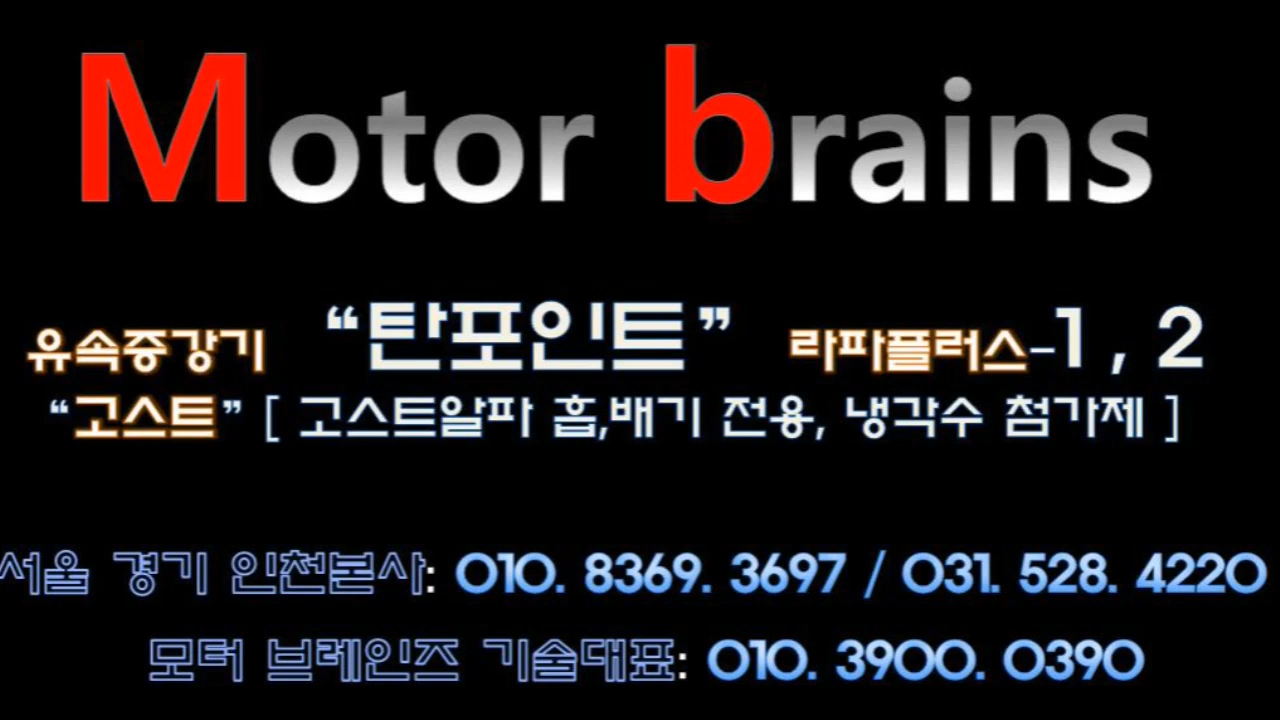 Motor brains
유속증강기 “탄포인트” 라파플러스-1, 2
“고스트” [ 고스트알파 흡,배기 전용, 냉각수 첨가제 ]
서울 경기 인천본사: 010. 8369. 3697 / 031. 528. 4220
모터 브레인즈 기술대표: 010. 3900. 0390